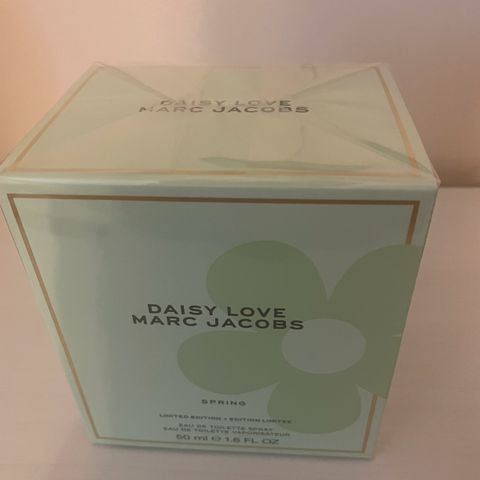 DAISY LOVE
MARC JACOBS
DAISY LOVE
MARC JACOBS
SPRING
LIMITED EDITION • EDITION LIMITÉE
EAU DE TOILETTE SPRAY
EAU DE TOILETTE VAPORISATEUR
50 ml ℮ 1.6 FL OZ